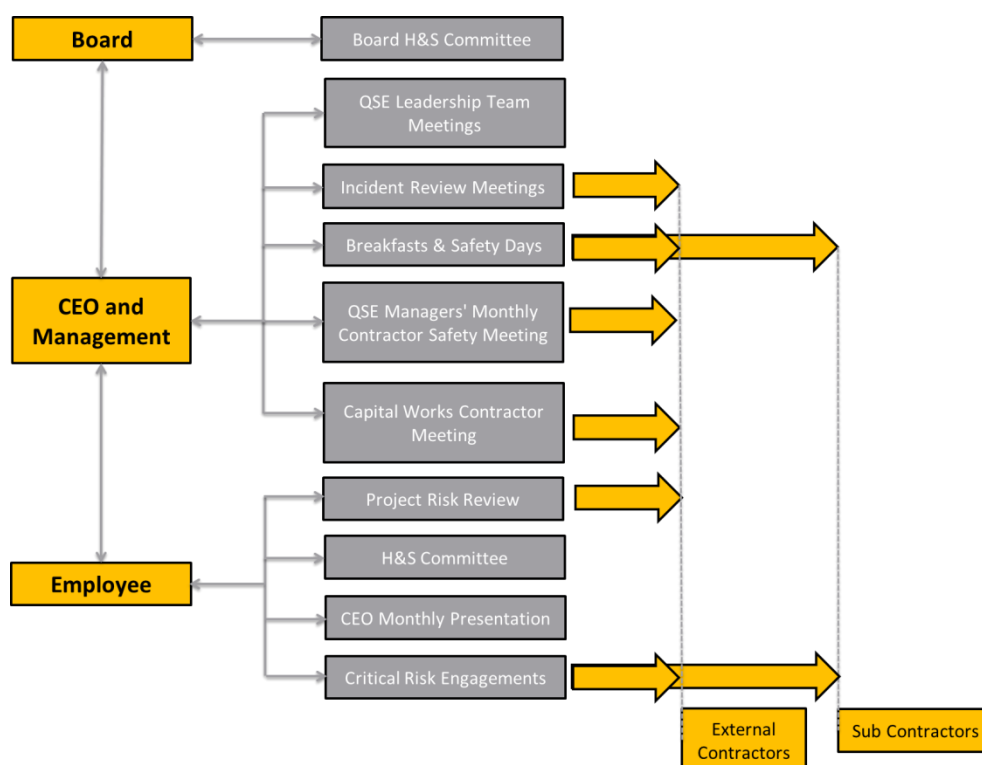 Board
Board H&S Committee
QSE Leadership Team
Meetings
Incident Review Meetings
Breakfasts & Safety Days
CEO and
Management
QSE Managers' Monthly
Contractor Safety Meeting
Capital Works Contractor
Meeting
Project Risk Review
H&S Committee
Employee
CEO Monthly Presentation
Critical Risk Engagements
External
Contractors
Sub Contractors